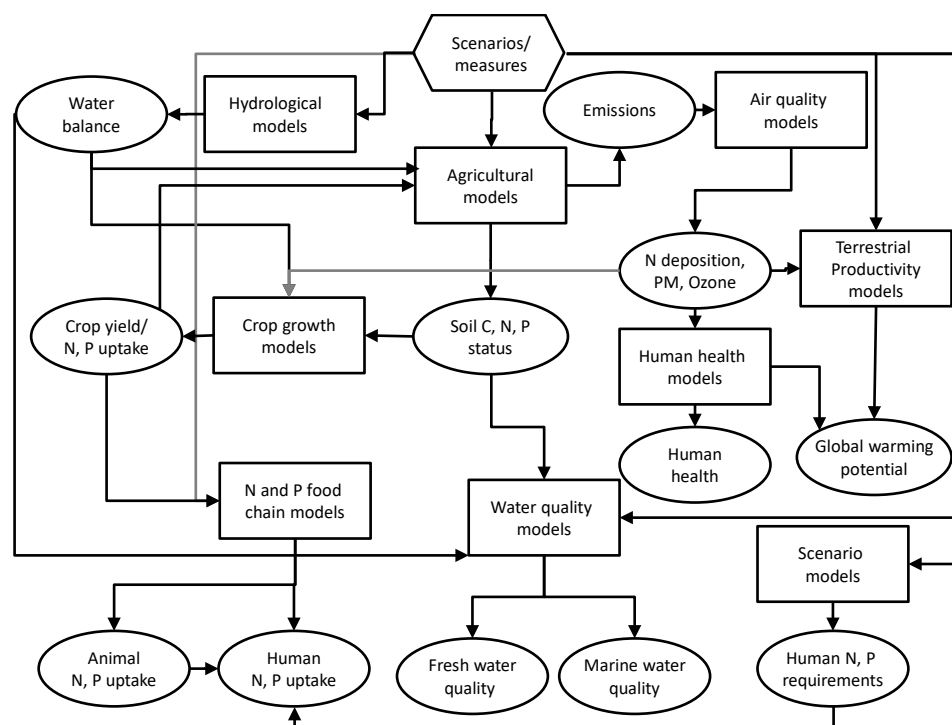 Scenarios/
measures
Water
balance
Hydrological
models
Emissions
Air quality
models
Agricultural
models
N deposition,
PM, Ozone
Terrestrial
Productivity
models
Crop yield/
N, P uptake
Crop growth
models
Soil C, N, P
status
Human health
models
Human
health
Global warming
potential
N and P food
chain models
Water quality
models
Scenario
models
Animal
N, P uptake
Human
N, P uptake
Fresh water
quality
Marine water
quality
Human N, P
requirements